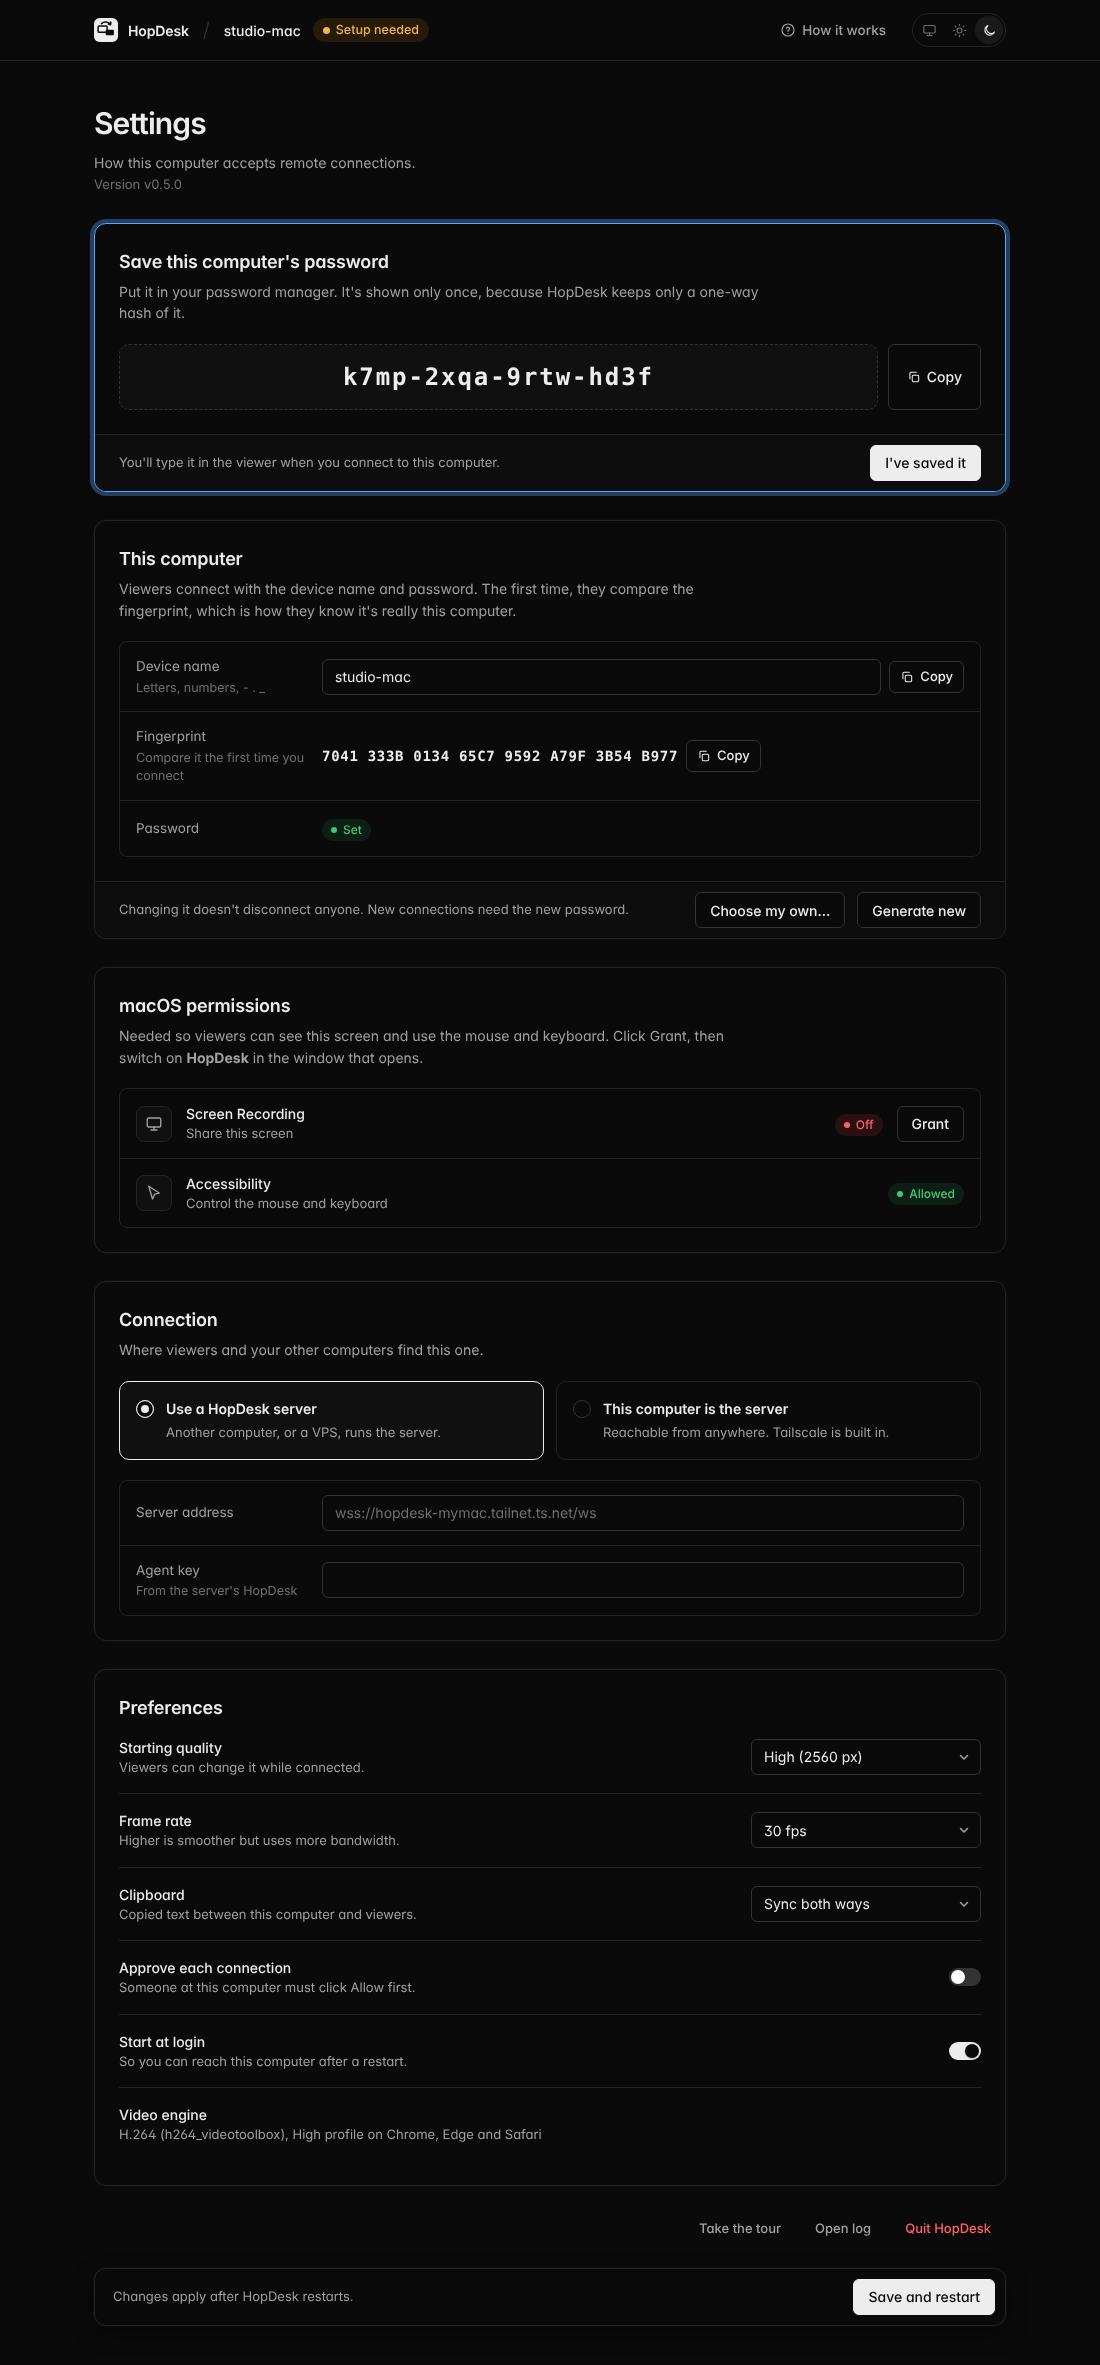 HopDesk / studio-mac Setup needed How it works
Settings
How this computer accepts remote connections.
Version v0.5.0
Save this computer's password
Put it in your password manager. It's shown only once, because HopDesk keeps only a one-way
hash of it.
k7mp-2xqa-9rtw-hd3f Copy
You'll type it in the viewer when you connect to this computer. I've saved it
This computer
Viewers connect with the device name and password. The first time, they compare the
fingerprint, which is how they know it's really this computer.
Device name
Letters, numbers, - . _
studio-mac Copy
Fingerprint
Compare it the first time you
connect
7041 333B 0134 65C7 9592 A79F 3B54 B977 Copy
Password Set
Changing it doesn't disconnect anyone. New connections need the new password. Choose my own... Generate new
macOS permissions
Needed so viewers can see this screen and use the mouse and keyboard. Click Grant, then
switch on HopDesk in the window that opens.
Screen Recording
Share this screen
Off Grant
Accessibility
Control the mouse and keyboard
Allowed
Connection
Where viewers and your other computers find this one.
Use a HopDesk server
Another computer, or a VPS, runs the server.
This computer is the server
Reachable from anywhere. Tailscale is built in.
Server address wss://hopdesk-mymac.tailnet.ts.net/ws
Agent key
From the server's HopDesk
Preferences
Starting quality
Viewers can change it while connected.
High (2560 px)
Frame rate
Higher is smoother but uses more bandwidth.
30 fps
Clipboard
Copied text between this computer and viewers.
Sync both ways
Approve each connection
Someone at this computer must click Allow first.
Start at login
So you can reach this computer after a restart.
Video engine
H.264 (h264_videotoolbox), High profile on Chrome, Edge and Safari
Take the tour Open log Quit HopDesk
Changes apply after HopDesk restarts. Save and restart